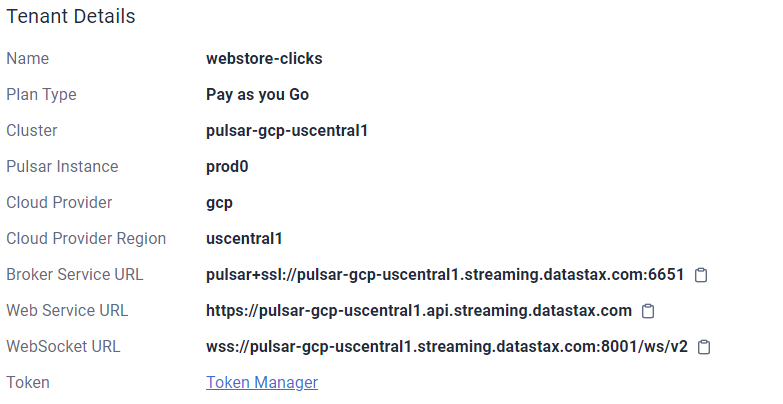 Tenant Details
Name webstore-clicks
Plan Type Pay as you Go
Cluster pulsar-gcp-uscentral1
Pulsar Instance prod0
Cloud Provider gcp
Cloud Provider Region uscentral1
Broker Service URL pulsar+ssl://pulsar-gcp-uscentral1.streaming.datastax.com:6651
Web Service URL https://pulsar-gcp-uscentral1.api.streaming.datastax.com
WebSocket URL wss://pulsar-gcp-uscentral1.streaming.datastax.com:8001/ws/v2
Token Token Manager